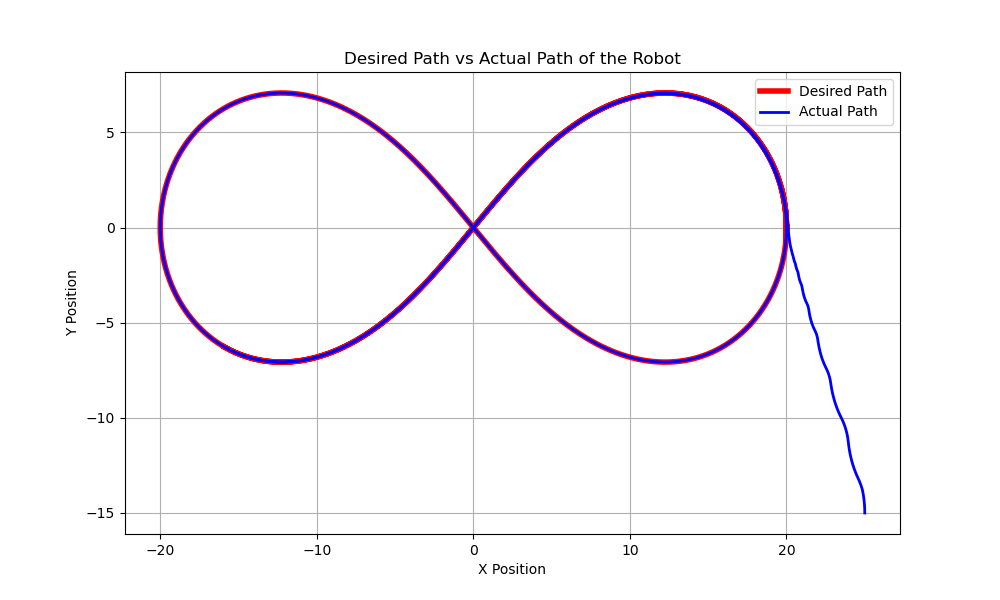 Desired Path vs Actual Path of the Robot
Desired Path
Actual Path
Y Position
5
0
−5
−10
−15
−20
−10
0
10
20
X Position